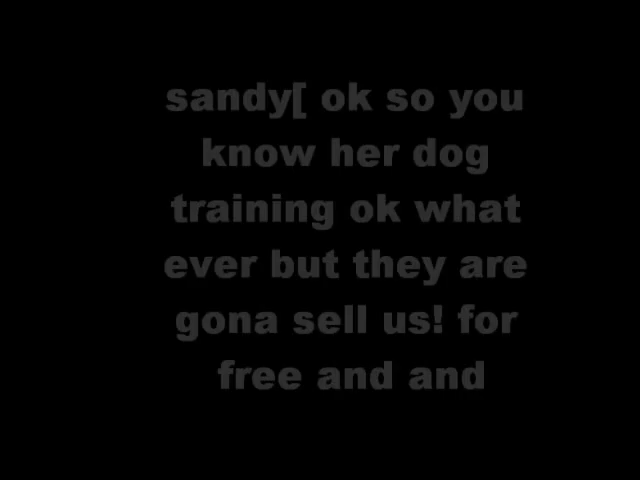 sandy[ ok so you
know her dog
training ok what
ever but they are
gona sell us! for
free and and